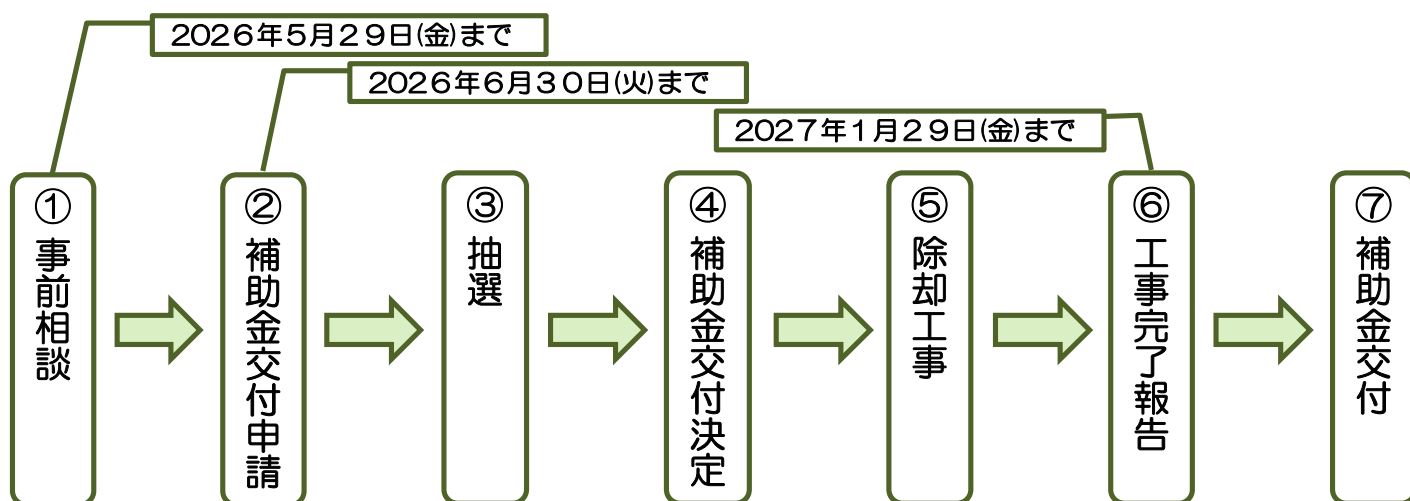 2026年5月29日(金)まで
2026年6月30日(火)まで
2027年1月29日(金)まで
①事前相談
②補助金交付申請
③抽選
④補助金交付決定
⑤除却工事
⑥工事完了報告
⑦補助金交付